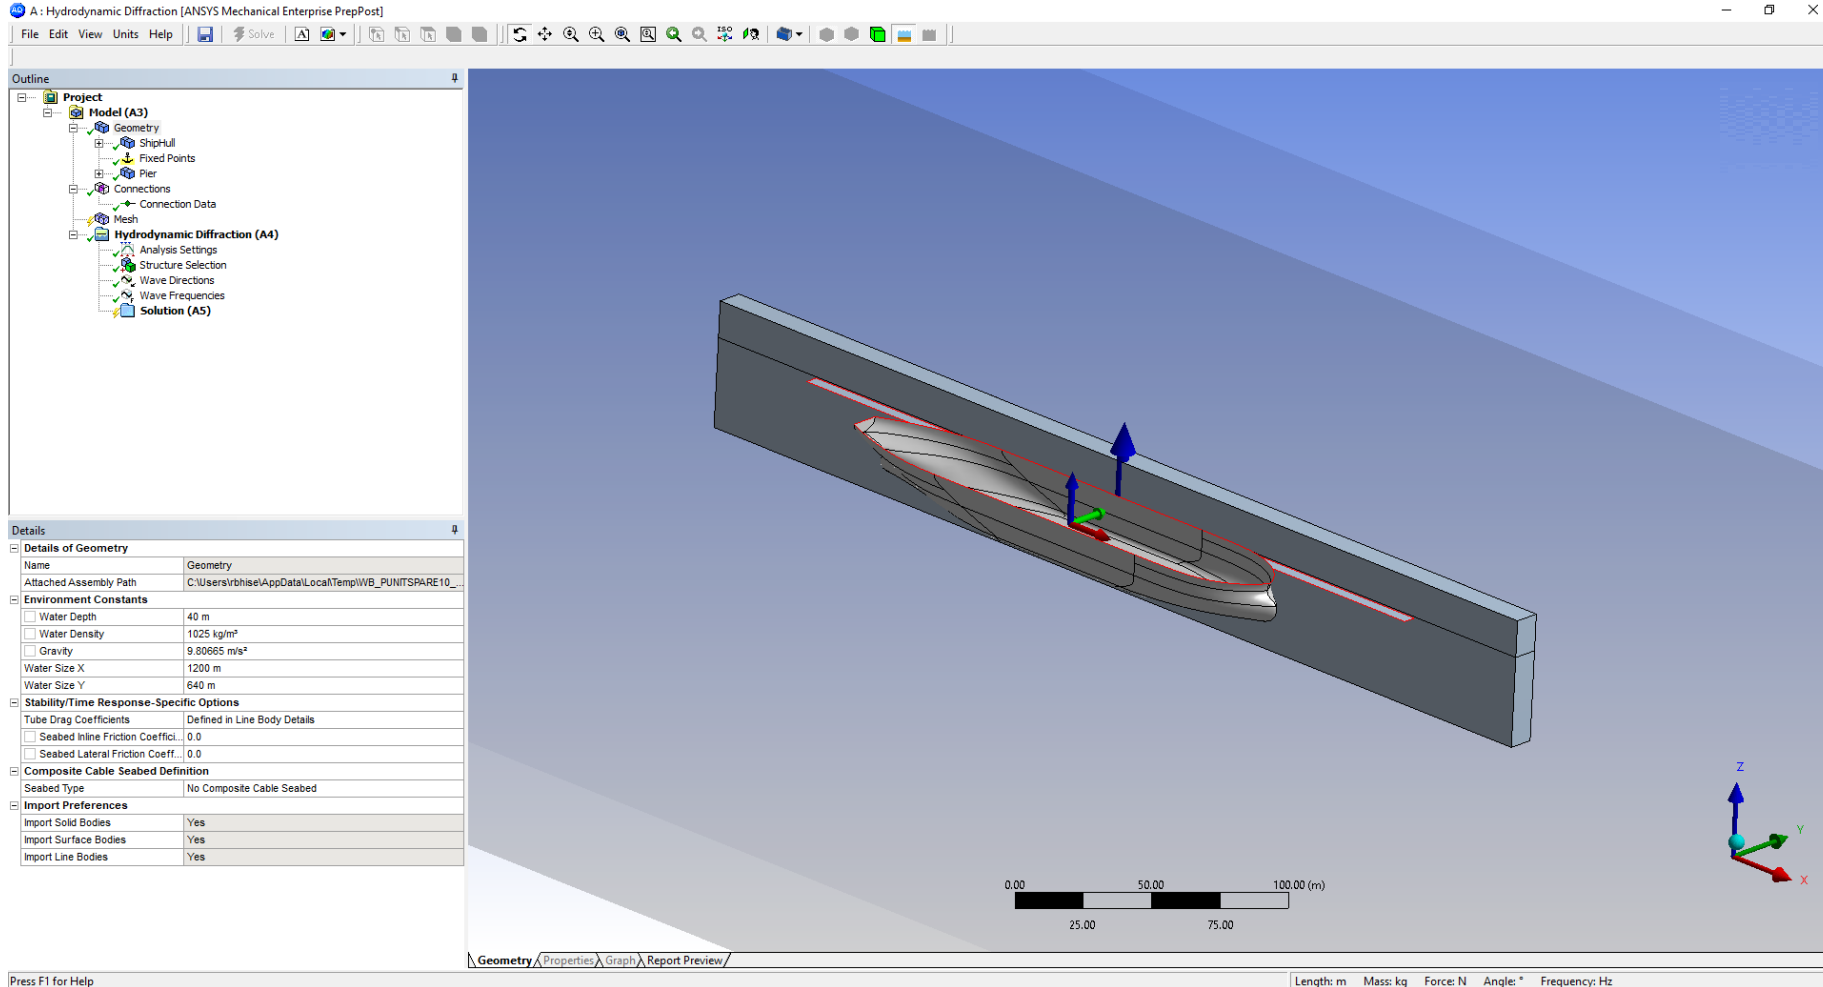 A : Hydrodynamic Diffraction [ANSYS Mechanical Enterprise PrepPost]
File Edit View Units Help Solve
Outline
Project
Model (A3)
Geometry
ShipHull
Fixed Points
Pier
Connections
Connection Data
Mesh
Hydrodynamic Diffraction (A4)
Analysis Settings
Structure Selection
Wave Directions
Wave Frequencies
Solution (A5)
Details
Details of Geometry
Name Geometry
Attached Assembly Path C:\Users\rbhise\AppData\Local\Temp\WB_PUNITSPARE10_...
Environment Constants
Water Depth 40 m
Water Density 1025 kg/m³
Gravity 9.80665 m/s²
Water Size X 1200 m
Water Size Y 640 m
Stability/Time Response-Specific Options
Tube Drag Coefficients Defined in Line Body Details
Seabed Inline Friction Coeffici... 0.0
Seabed Lateral Friction Coeff... 0.0
Composite Cable Seabed Definition
Seabed Type No Composite Cable Seabed
Import Preferences
Import Solid Bodies Yes
Import Surface Bodies Yes
Import Line Bodies Yes
Z
Y
X
0.00 50.00 100.00 (m)
25.00 75.00
Geometry Properties Graph Report Preview
Press F1 for Help
Length: m Mass: kg Force: N Angle: ° Frequency: Hz